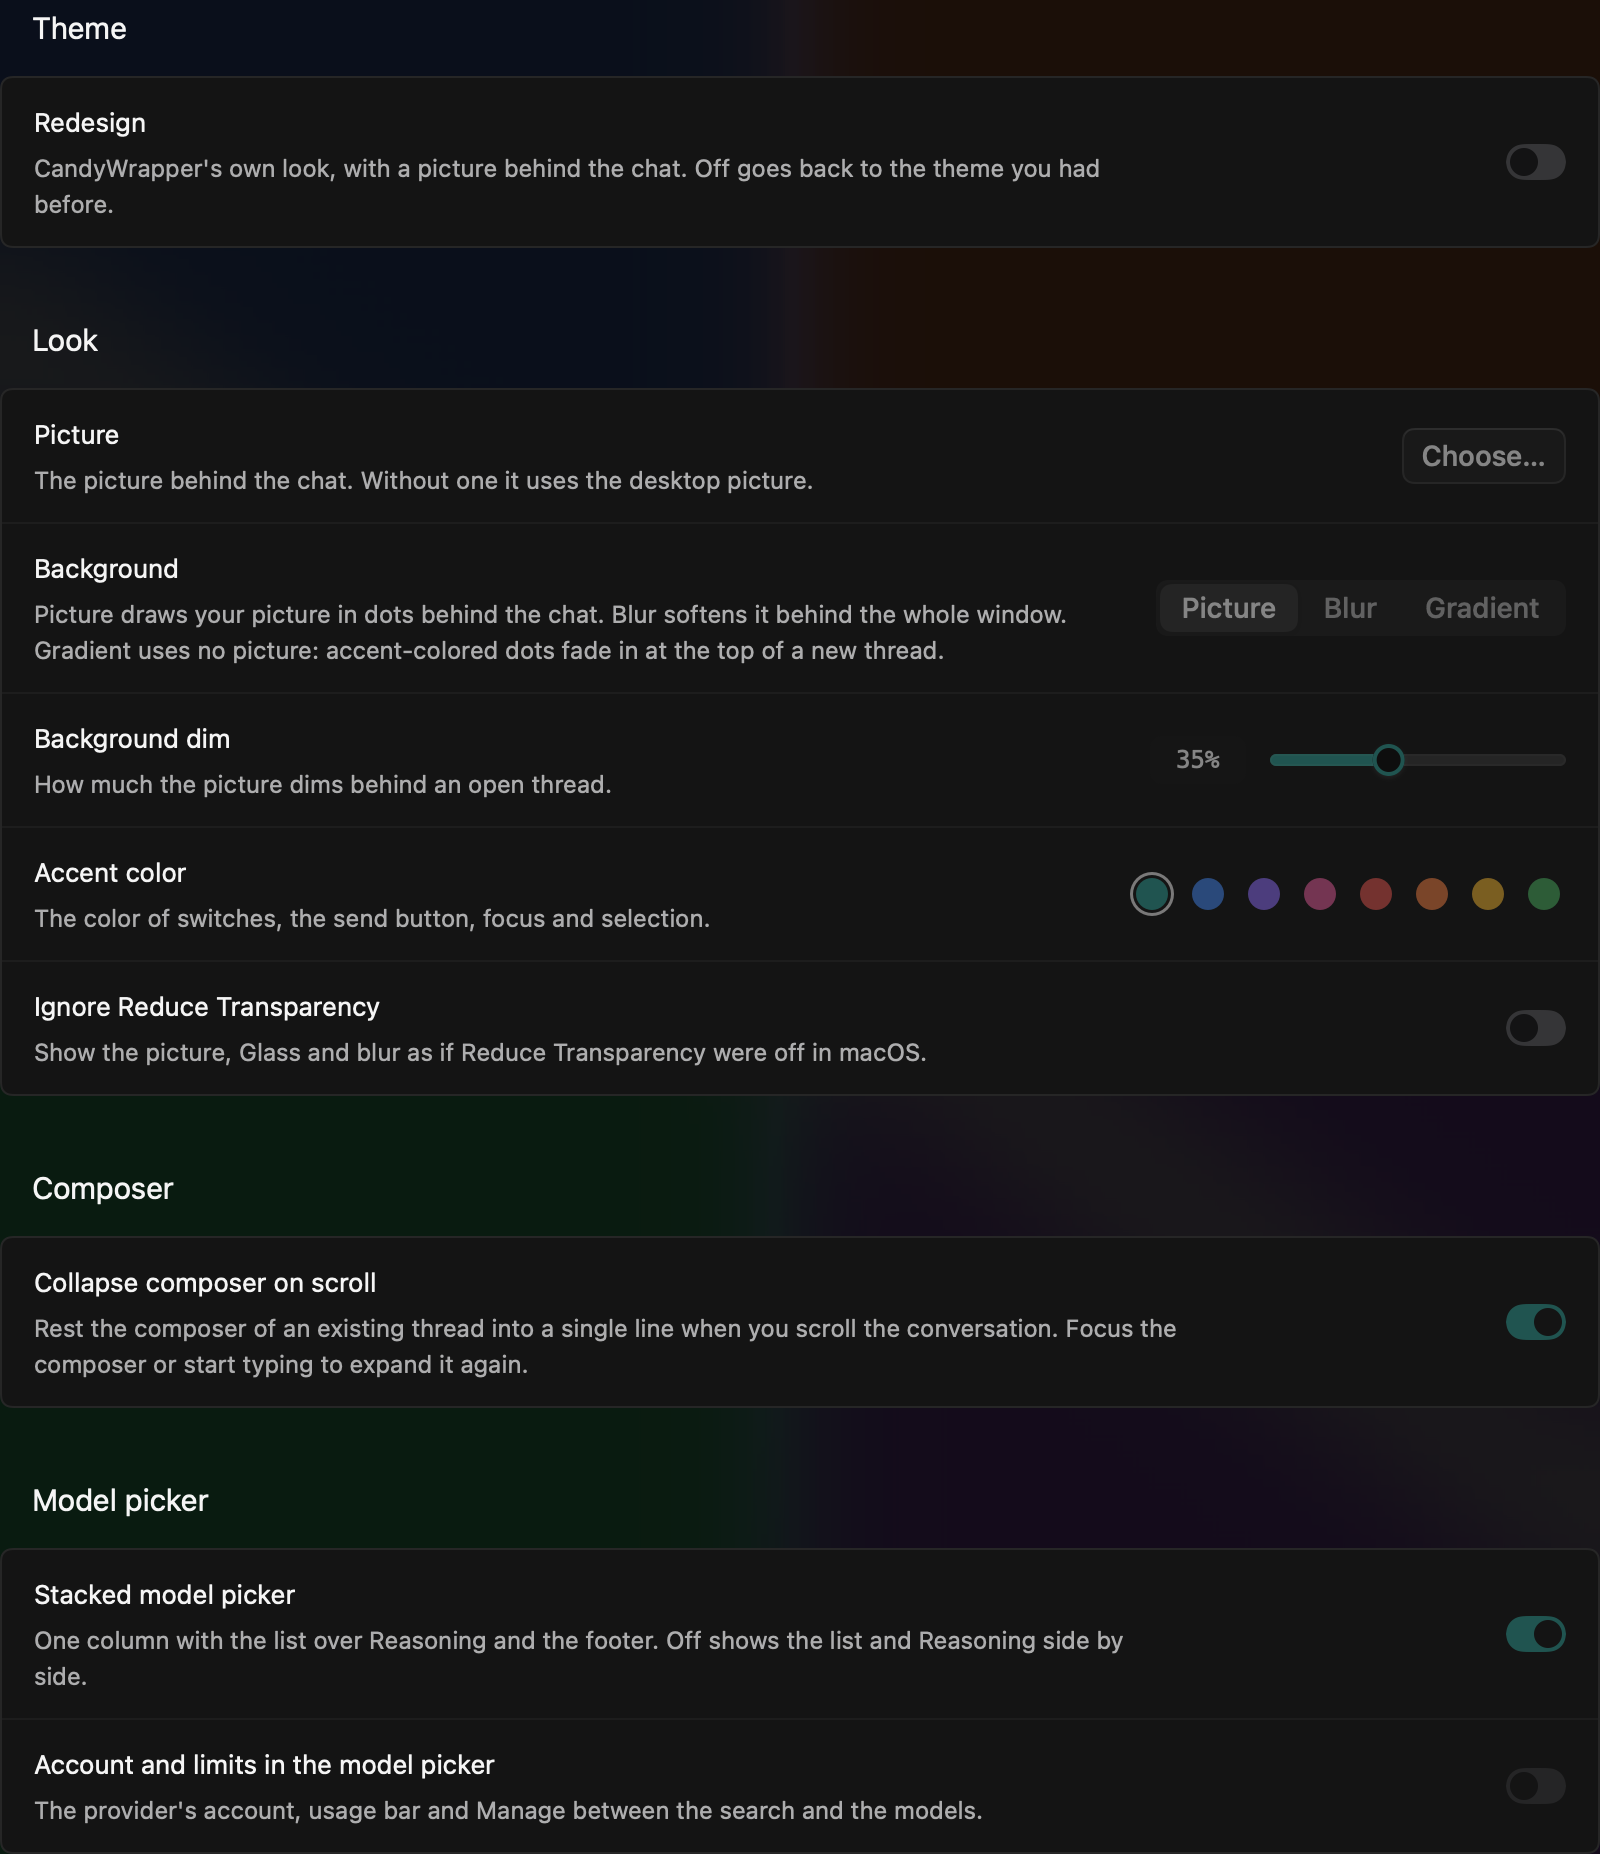 Theme
Redesign
CandyWrapper's own look, with a picture behind the chat. Off goes back to the theme you had
before.
Look
Picture
The picture behind the chat. Without one it uses the desktop picture.
Choose...
Background
Picture draws your picture in dots behind the chat. Blur softens it behind the whole window.
Gradient uses no picture: accent-colored dots fade in at the top of a new thread.
Picture Blur Gradient
Background dim
How much the picture dims behind an open thread.
35%
Accent color
The color of switches, the send button, focus and selection.
Ignore Reduce Transparency
Show the picture, Glass and blur as if Reduce Transparency were off in macOS.
Composer
Collapse composer on scroll
Rest the composer of an existing thread into a single line when you scroll the conversation. Focus the
composer or start typing to expand it again.
Model picker
Stacked model picker
One column with the list over Reasoning and the footer. Off shows the list and Reasoning side by
side.
Account and limits in the model picker
The provider's account, usage bar and Manage between the search and the models.